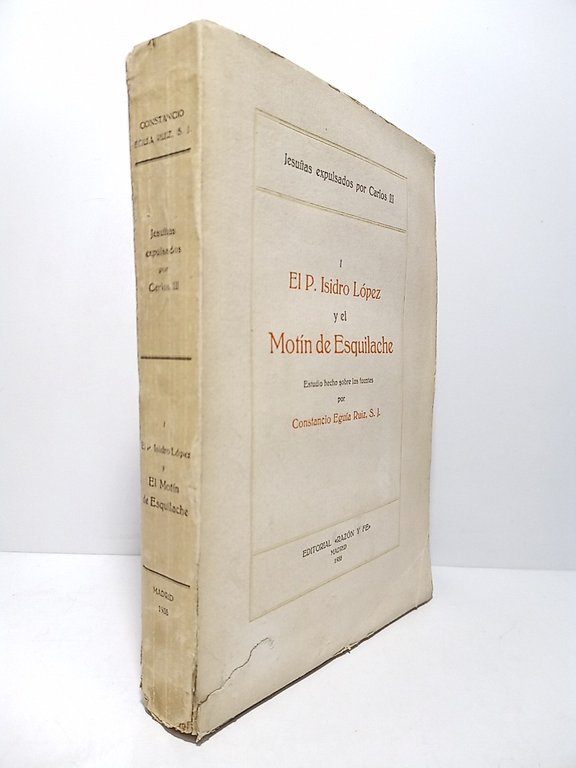 CONSTANCIO
EGUIA RUIZ, S. J.
Jesuítas
expulsados
por
Carlos III
I
El P. Isidro López
y
El Motín
de Esquilache
MADRID
Jesuítas expulsados por Carlos III
I
El P. Isidro López
y el
Motín de Esquilache
Estudio hecho sobre las fuentes
por
Constancio Eguía Ruiz, S. J.
EDITORIAL «RAZÓN Y FE»
MADRID